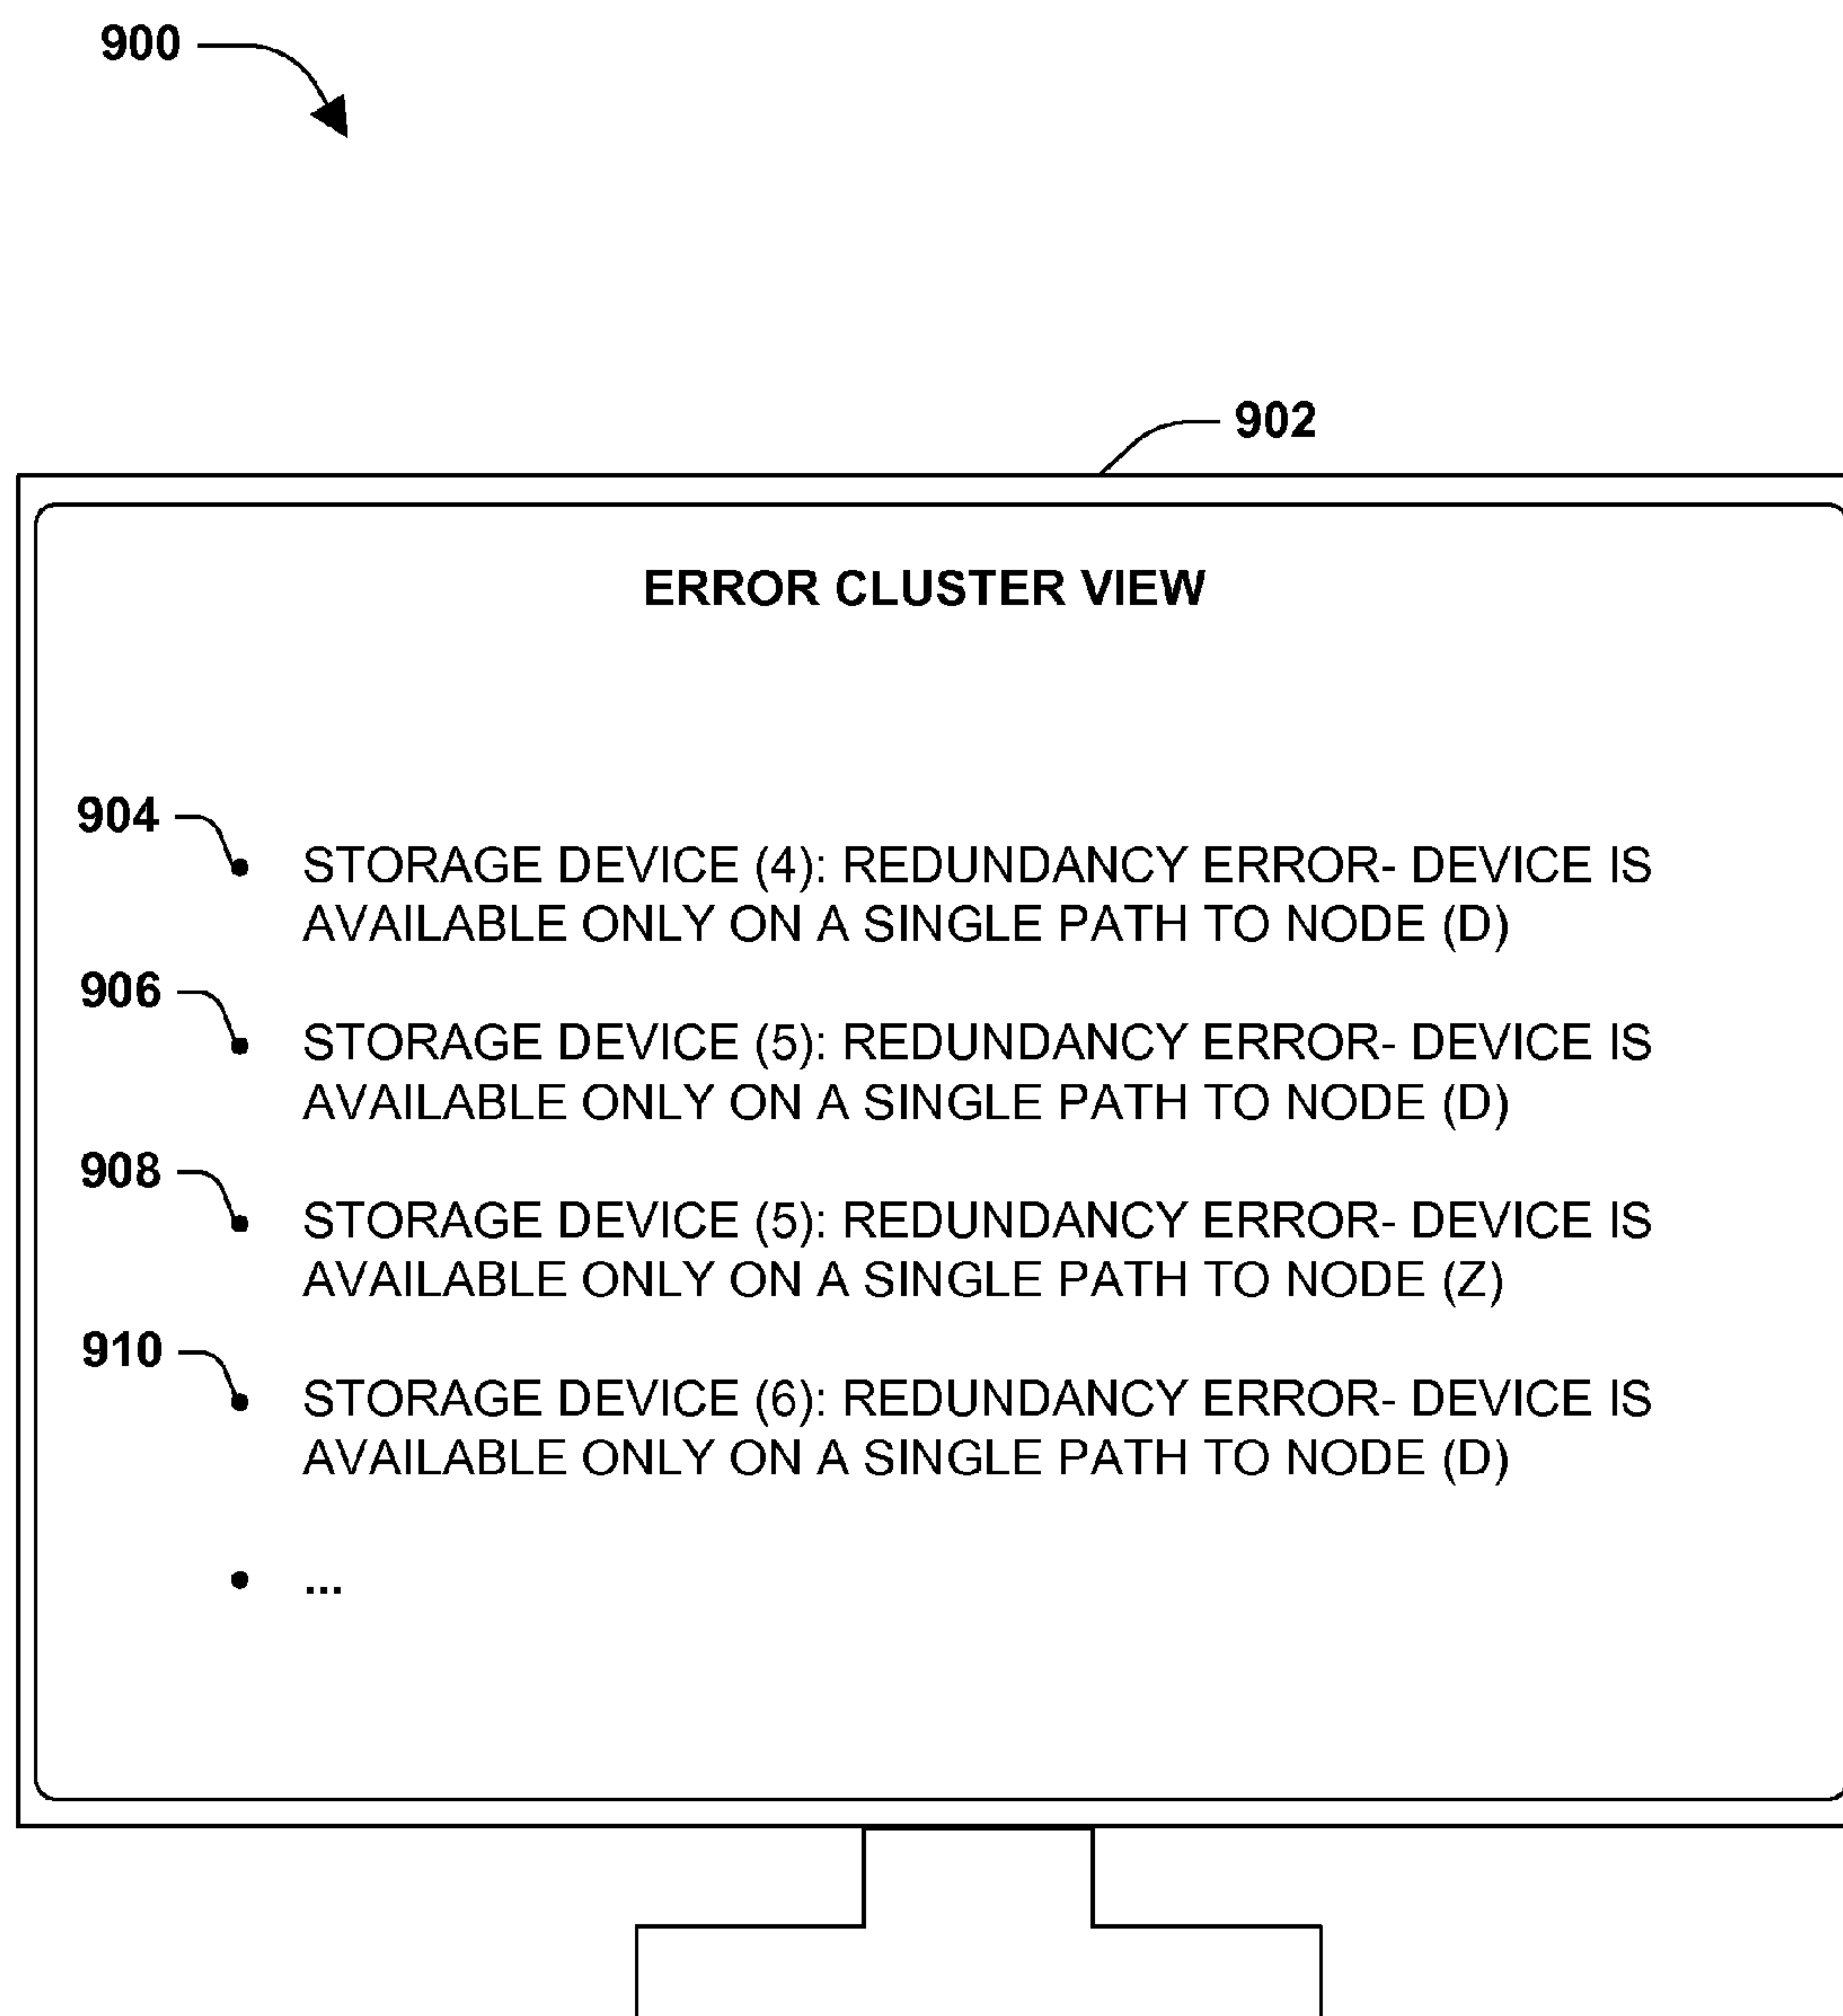 900
902
ERROR CLUSTER VIEW
904
STORAGE DEVICE (4): REDUNDANCY ERROR- DEVICE IS
AVAILABLE ONLY ON A SINGLE PATH TO NODE (D)
906
STORAGE DEVICE (5): REDUNDANCY ERROR- DEVICE IS
AVAILABLE ONLY ON A SINGLE PATH TO NODE (D)
908
STORAGE DEVICE (5): REDUNDANCY ERROR- DEVICE IS
AVAILABLE ONLY ON A SINGLE PATH TO NODE (Z)
910
STORAGE DEVICE (6): REDUNDANCY ERROR- DEVICE IS
AVAILABLE ONLY ON A SINGLE PATH TO NODE (D)
...